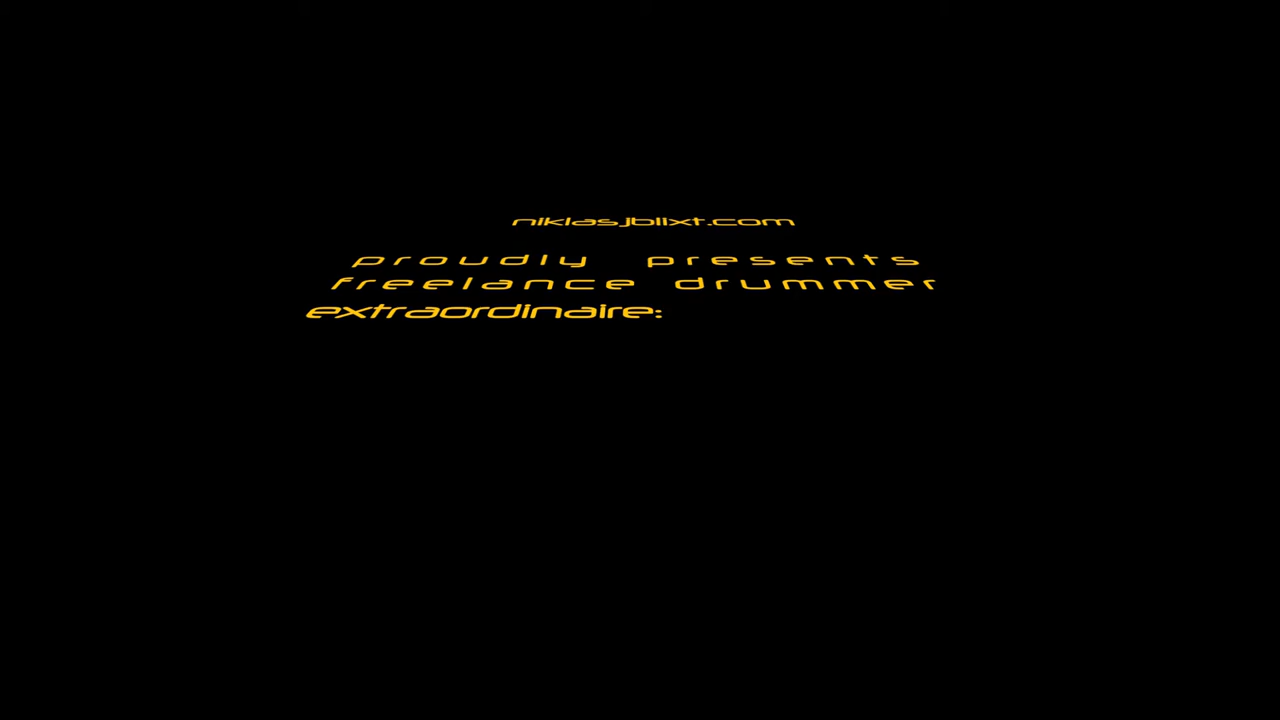 niklasjblixt.com
proudly presents
freelance drummer
extraordinaire: